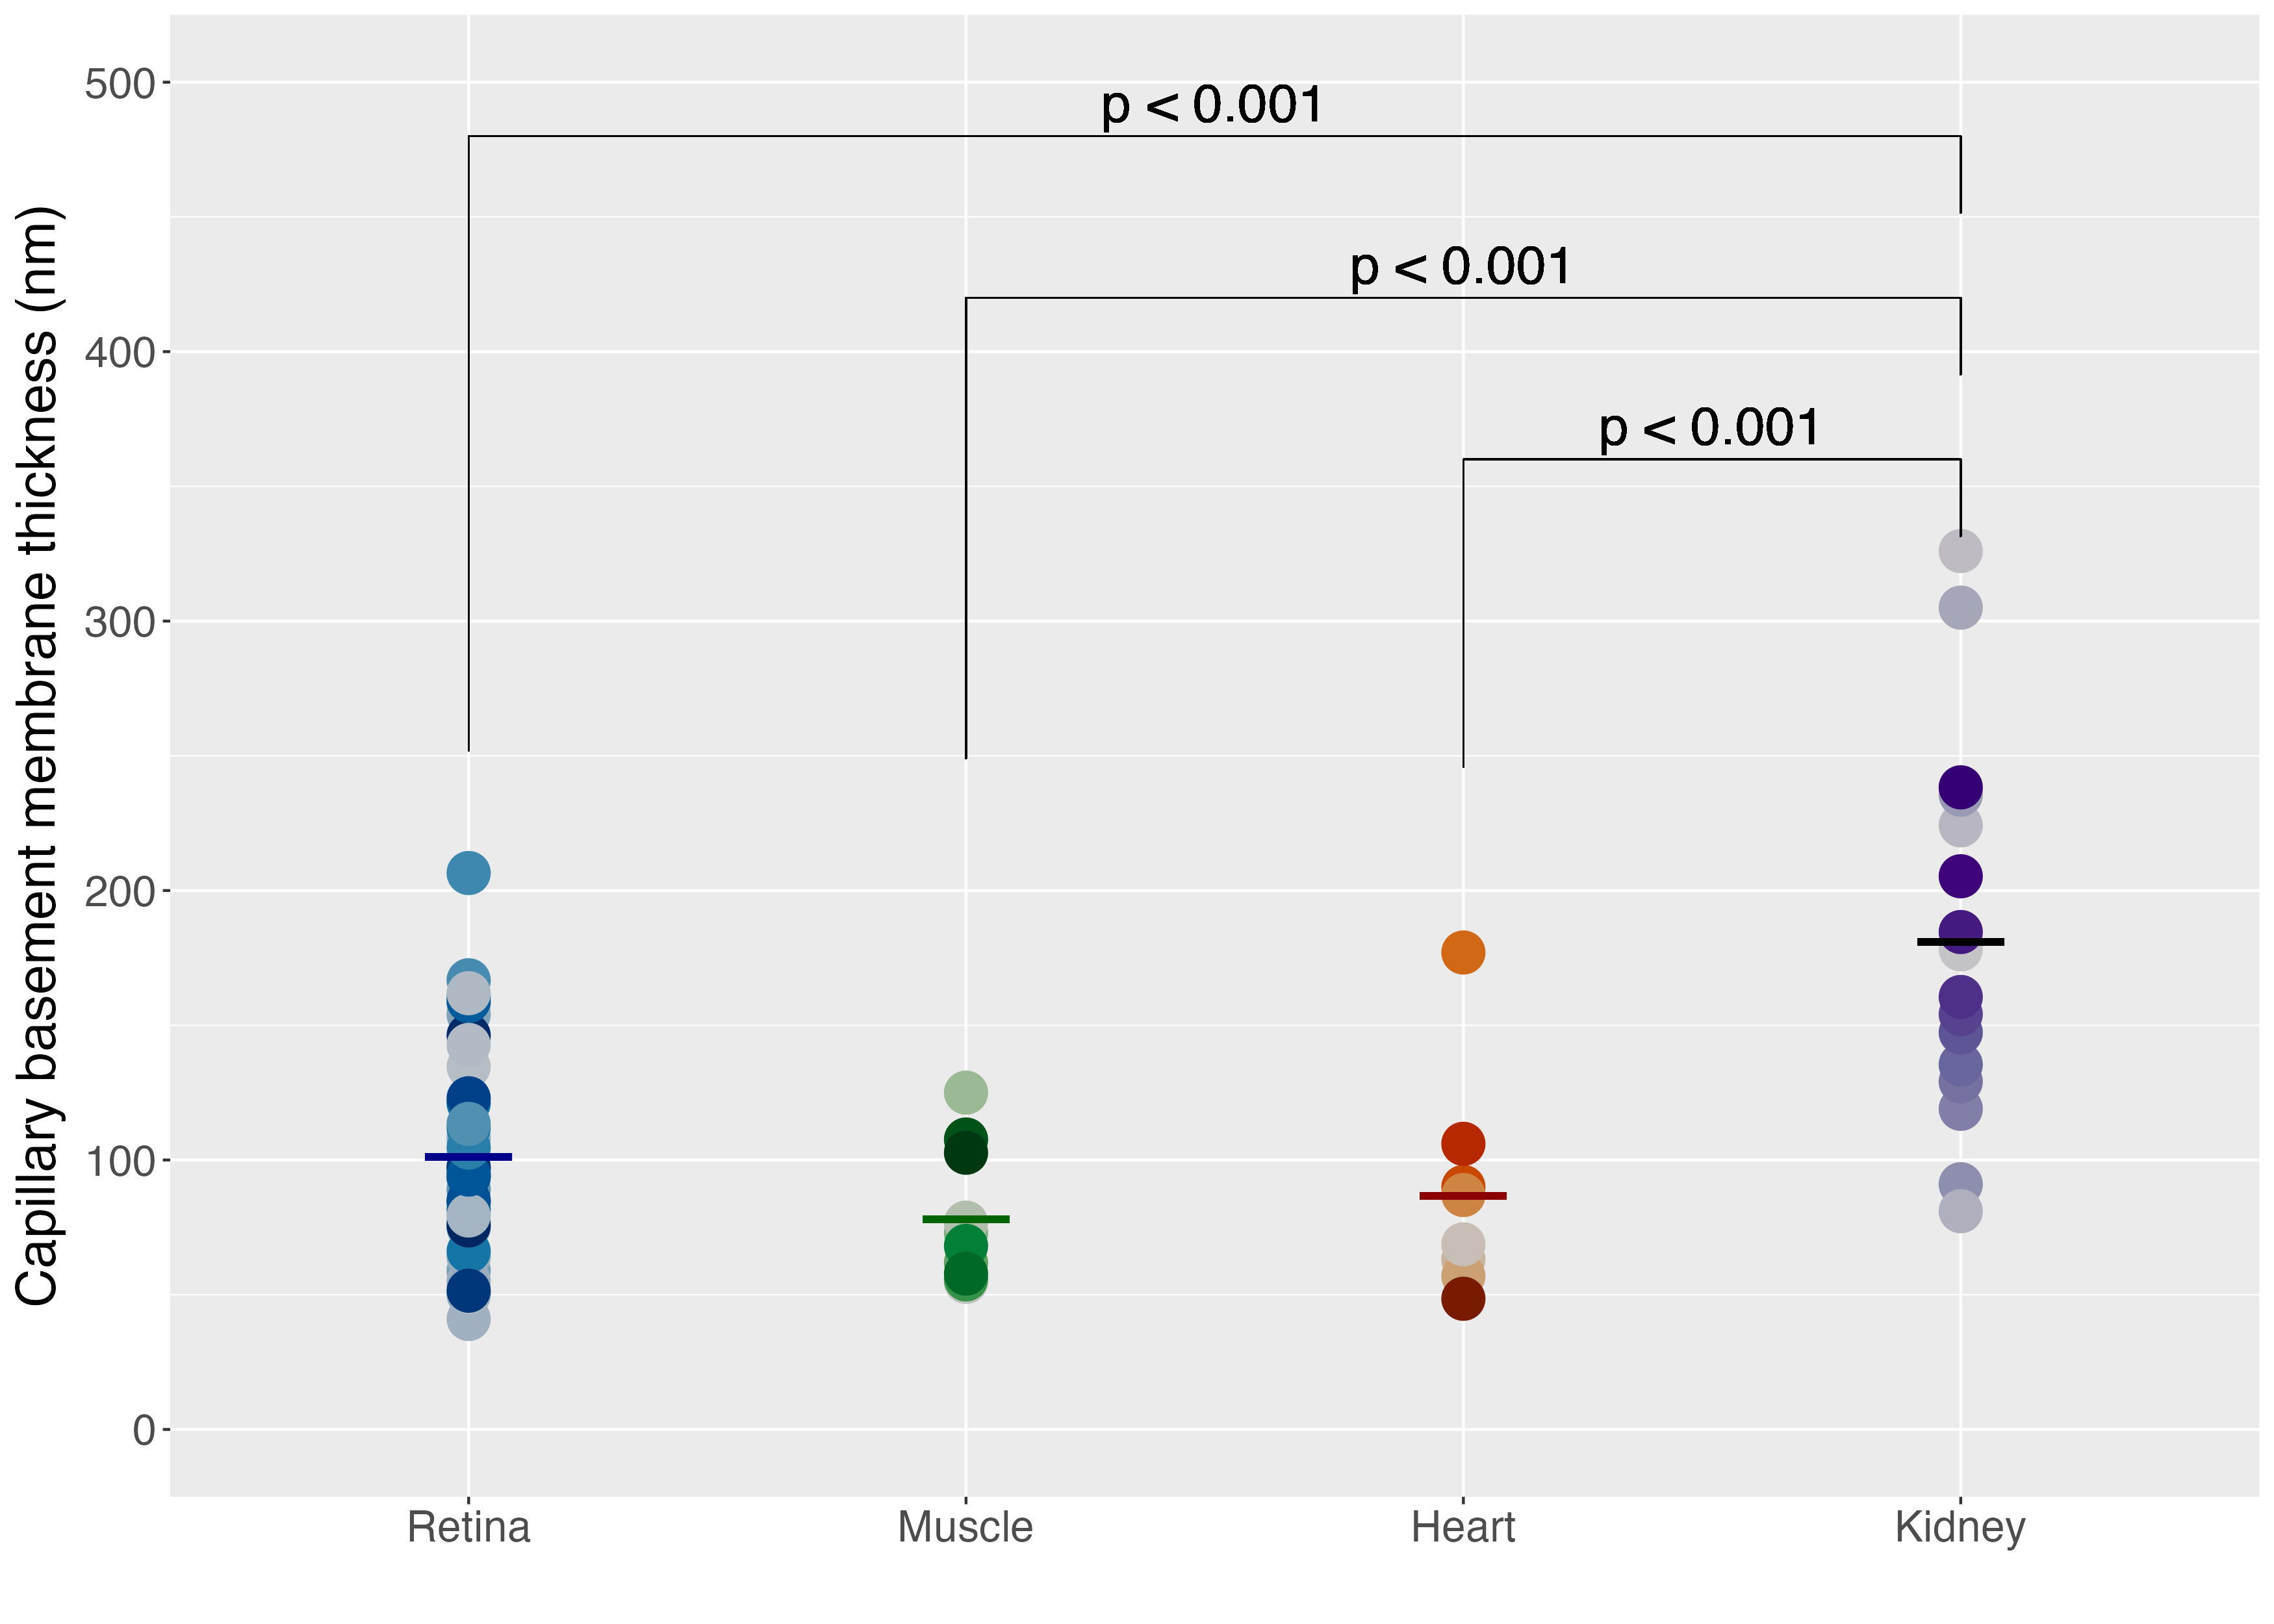 Capillary basement membrane thickness (nm)
500
400
300
200
100
0
p < 0.001
p < 0.001
p < 0.001
Retina
Muscle
Heart
Kidney